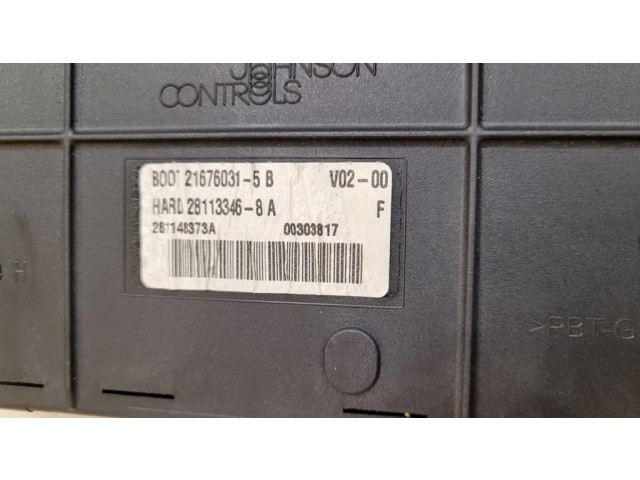 JOHNSON
CONTROLS
BOOT 21676031-5 B V02-00
HARD 28113346-8 A F
281148373A 00303817
>PBT-G